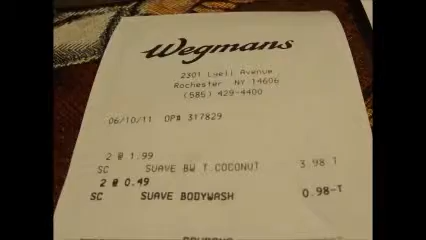 Wegmans
2301 Lyell Avenue
Rochester NY 14606
(585) 429-4400
06/10/11 OP# 317829
2 @ 1.99
SC SUAVE BW T.COCONUT 3.98 T
2 @ 0.49
SC SUAVE BODYWASH 0.98-T